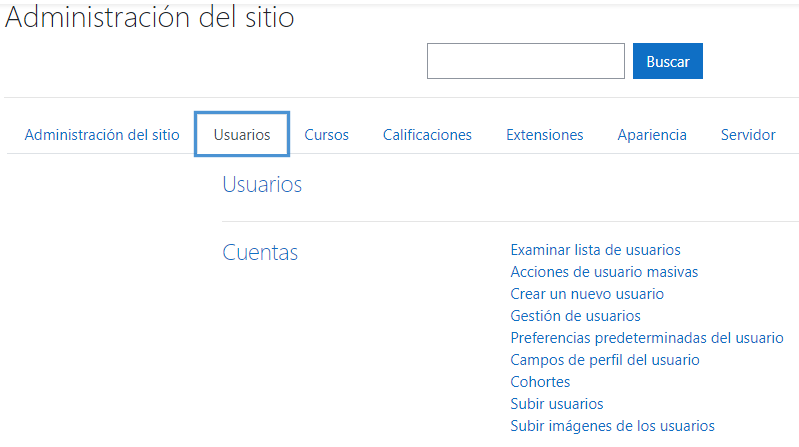 Administración del sitio
Buscar
Administración del sitio Usuarios Cursos Calificaciones Extensiones Apariencia Servidor
Usuarios
Cuentas
Examinar lista de usuarios
Acciones de usuario masivas
Crear un nuevo usuario
Gestión de usuarios
Preferencias predeterminadas del usuario
Campos de perfil del usuario
Cohortes
Subir usuarios
Subir imágenes de los usuarios